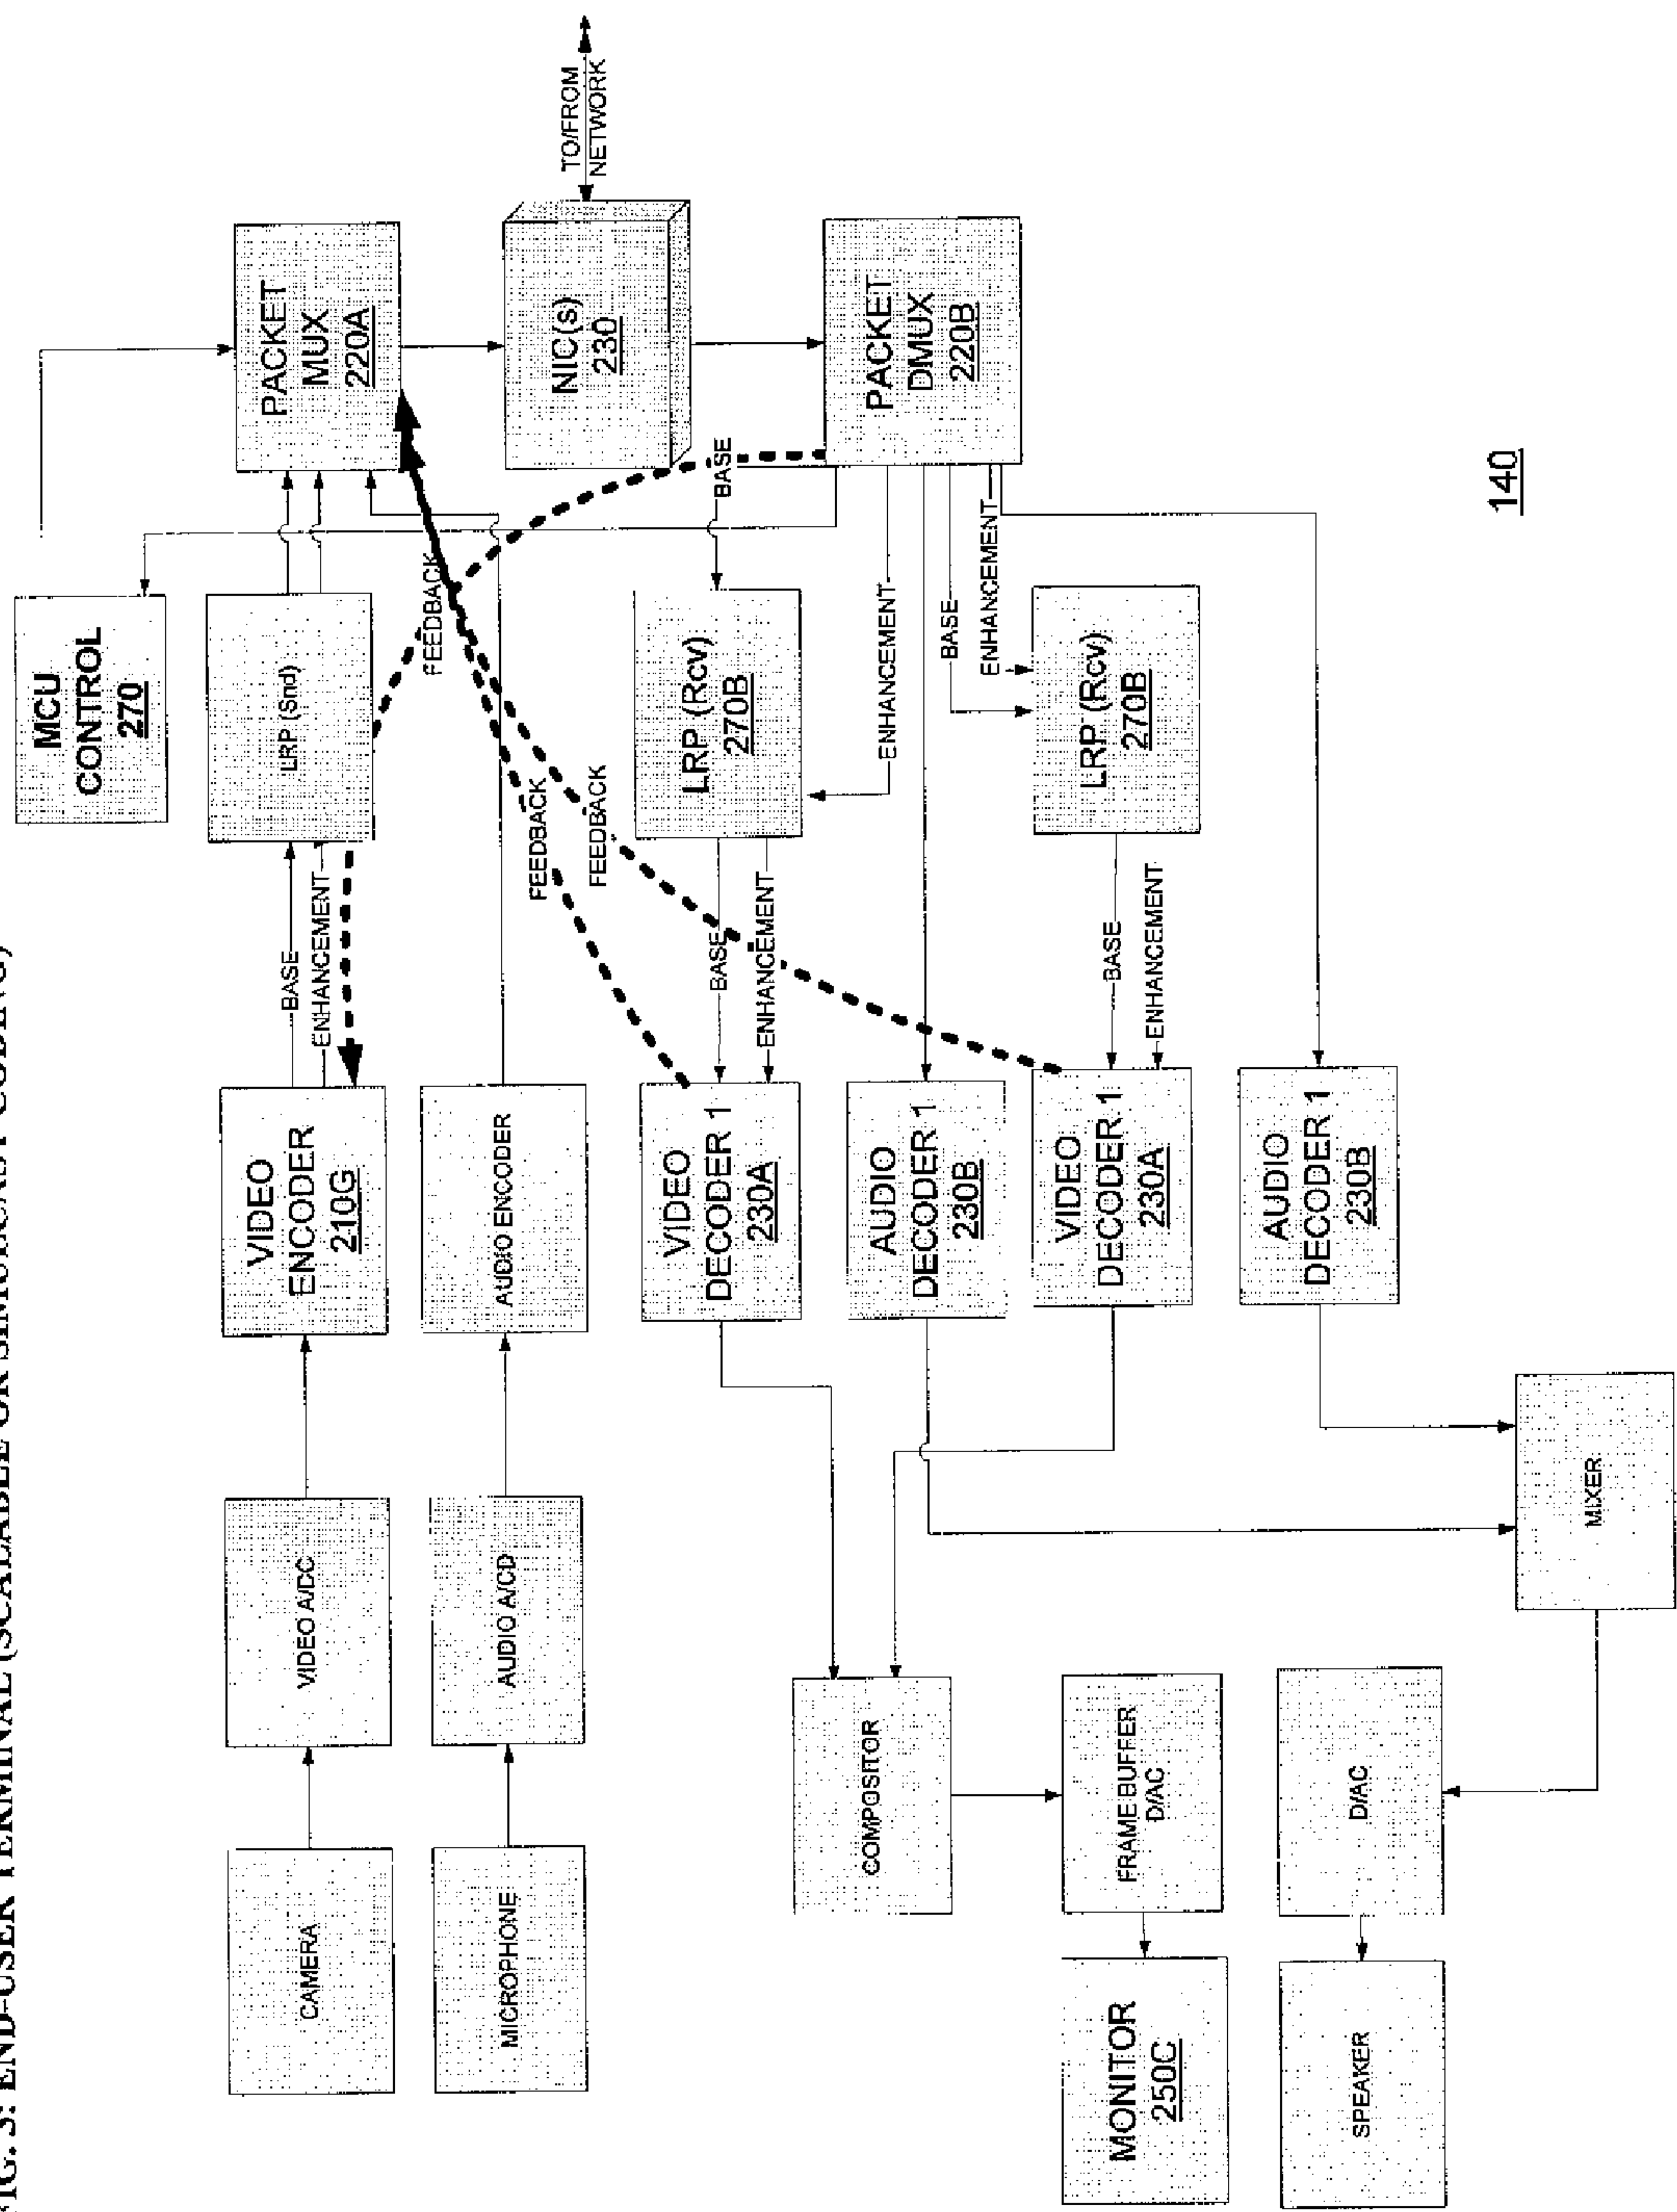 FIG. 3: END-USER TERMINAL (SCALABLE OR SIMULCAST CODING)
CAMERA
VIDEO A/DC
VIDEO
ENCODER
210G
BASE
ENHANCEMENT
LRP (Snd)
MCU
CONTROL
270
PACKET
MUX
220A
MICROPHONE
AUDIO A/CD
AUDIO ENCODER
FEEDBACK
FEEDBACK
FEEDBACK
NIC(s)
230
TO/FROM
NETWORK
VIDEO
DECODER 1
230A
BASE
ENHANCEMENT
LRP (Rcv)
270B
BASE
ENHANCEMENT
PACKET
DMUX
220B
AUDIO
DECODER 1
230B
COMPOSITOR
VIDEO
DECODER 1
230A
BASE
ENHANCEMENT
LRP (Rcv)
270B
BASE
ENHANCEMENT
MONITOR
250C
FRAME BUFFER
D/AC
AUDIO
DECODER 1
230B
SPEAKER
D/AC
MIXER
140